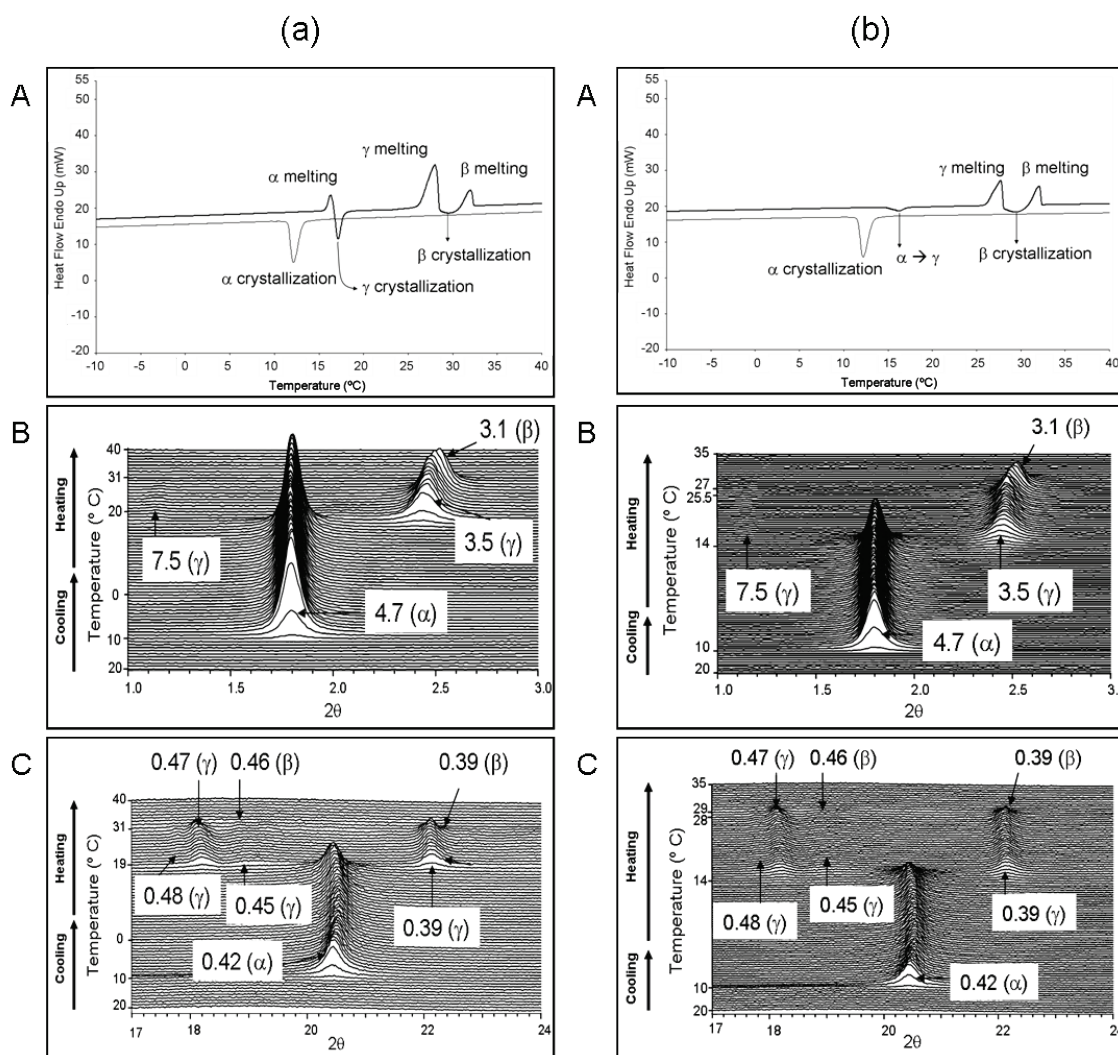 (a)
A
55
50
40
30
20
10
0
-10
-20
Heat Flow Endo Up (mW)
γ melting
α melting
β melting
β crystallization
α crystallization
γ crystallization
-10 -5 0 5 10 15 20 25 30 35 40
Temperature (ºC)
B
Heating
Cooling
Temperature (° C)
40
31
20
0
10
20
3.1 (β)
7.5 (γ)
3.5 (γ)
4.7 (α)
1.0 1.5 2.0 2.5 3.0
2θ
C
Heating
Cooling
Temperature (° C)
40
31
19
0
10
20
0.47 (γ) 0.46 (β) 0.39 (β)
0.48 (γ)
0.45 (γ)
0.39 (γ)
0.42 (α)
17 18 20 22 24
2θ
(b)
A
55
50
40
30
20
10
0
-10
-20
Heat Flow Endo Up (mW)
γ melting β melting
β crystallization
α crystallization
α → γ
-10 -5 0 5 10 15 20 25 30 35 40
Temperature (ºC)
B
Heating
Cooling
Temperature (° C)
35
27
25.5
14
10
20
3.1 (β)
7.5 (γ)
3.5 (γ)
4.7 (α)
1.0 1.5 2.0 2.5 3.
2θ
C
Heating
Cooling
Temperature (° C)
35
29
28
14
10
20
0.47 (γ) 0.46 (β) 0.39 (β)
0.48 (γ)
0.45 (γ)
0.39 (γ)
0.42 (α)
17 18 20 22 24
2θ